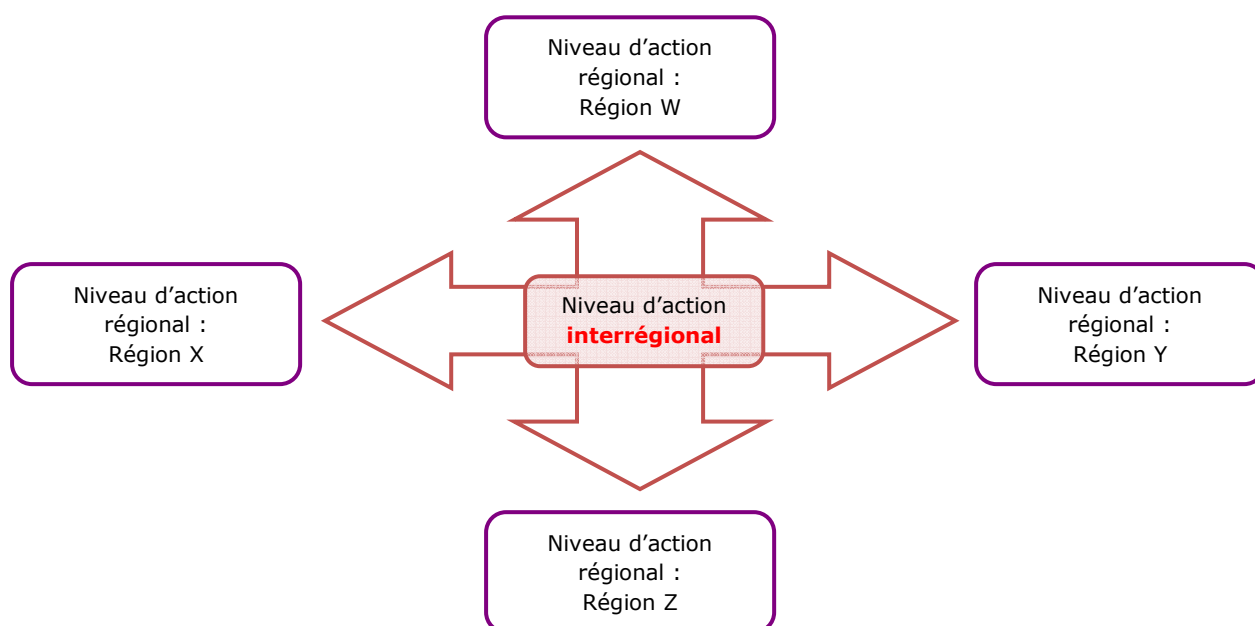 Niveau d’action
régional :
Région W
Niveau d’action
régional :
Région X
Niveau d’action
interrégional
Niveau d’action
régional :
Région Y
Niveau d’action
régional :
Région Z